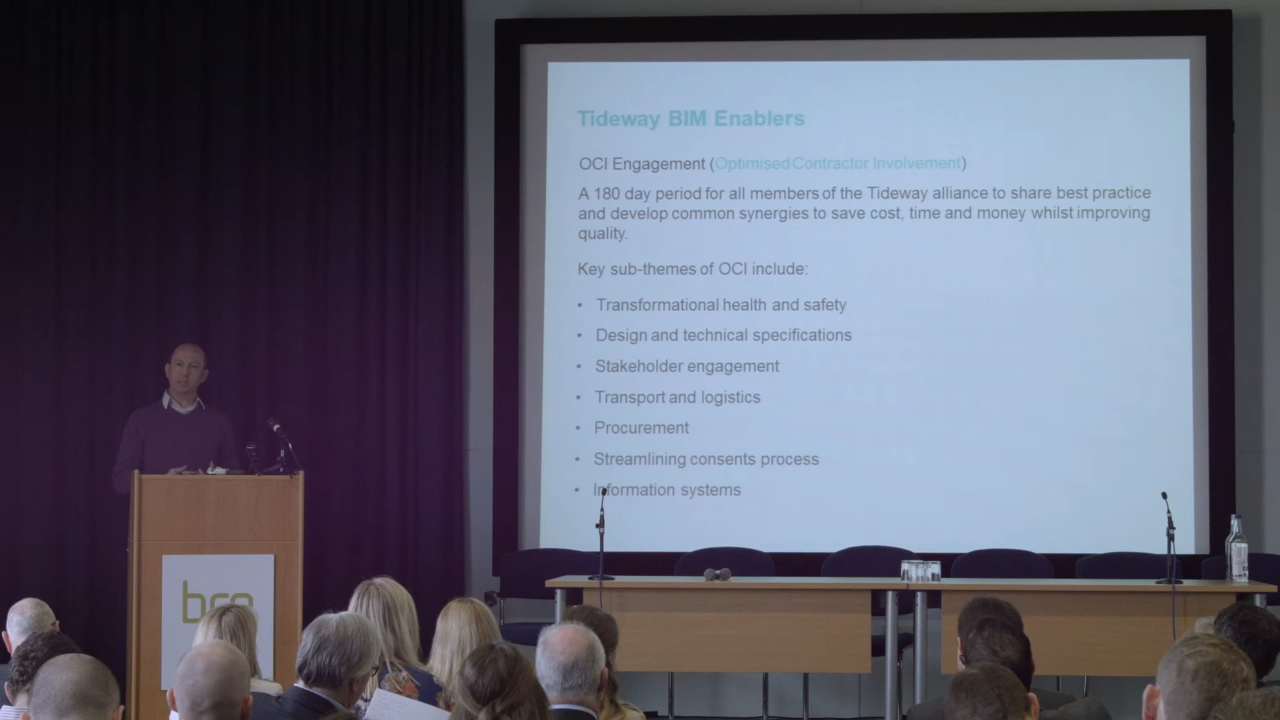 Tideway BIM Enablers
OCI Engagement (Optimised Contractor Involvement)
A 180 day period for all members of the Tideway alliance to share best practice
and develop common synergies to save cost, time and money whilst improving
quality.
Key sub-themes of OCI include:
• Transformational health and safety
• Design and technical specifications
• Stakeholder engagement
• Transport and logistics
• Procurement
• Streamlining consents process
• Information systems
bre